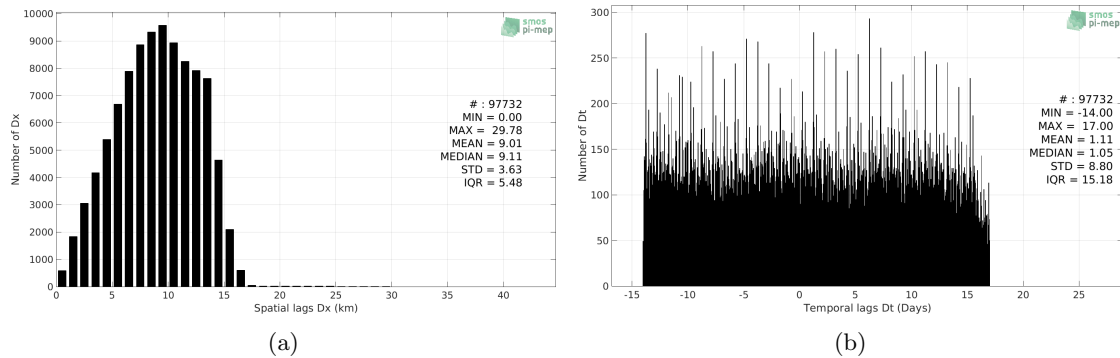 10000
9000
8000
7000
6000
5000
4000
3000
2000
1000
0
Number of Dx
0 5 10 15 20 25 30 35 40
Spatial lags Dx (km)
smos
pi-mep
# : 97732
MIN = 0.00
MAX = 29.78
MEAN = 9.01
MEDIAN = 9.11
STD = 3.63
IQR = 5.48
(a)
300
250
200
150
100
50
0
Number of Dt
-15 -10 -5 0 5 10 15 20 25
Temporal lags Dt (Days)
smos
pi-mep
# : 97732
MIN = -14.00
MAX = 17.00
MEAN = 1.11
MEDIAN = 1.05
STD = 8.80
IQR = 15.18
(b)